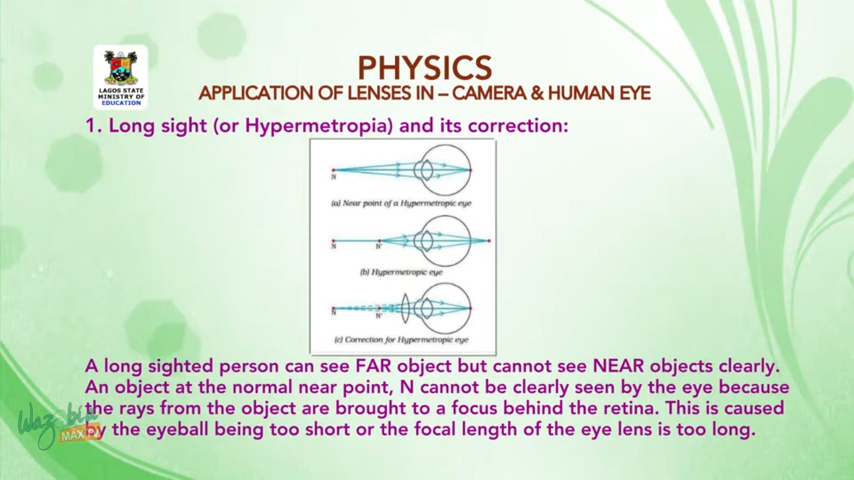 LAGOS STATE
MINISTRY OF
EDUCATION
PHYSICS
APPLICATION OF LENSES IN – CAMERA & HUMAN EYE
1. Long sight (or Hypermetropia) and its correction:
N
(a) Near point of a Hypermetropic eye
N N'
(b) Hypermetropic eye
N N'
(c) Correction for Hypermetropic eye
A long sighted person can see FAR object but cannot see NEAR objects clearly.
An object at the normal near point, N cannot be clearly seen by the eye because
the rays from the object are brought to a focus behind the retina. This is caused
by the eyeball being too short or the focal length of the eye lens is too long.
Wazobia
MAX TV